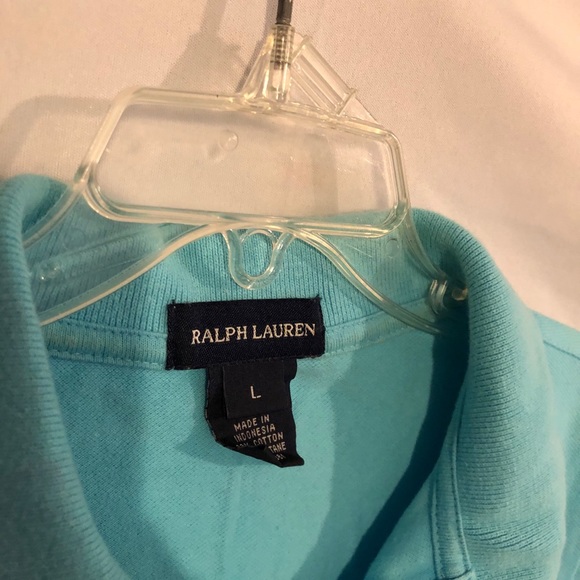 RALPH LAUREN
L
MADE IN
INDONESIA
COTTON